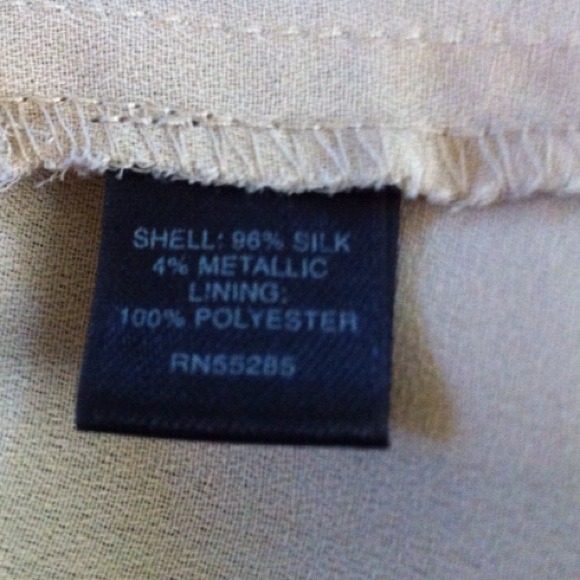 SHELL: 96% SILK
4% METALLIC
LINING:
100% POLYESTER
RN55285